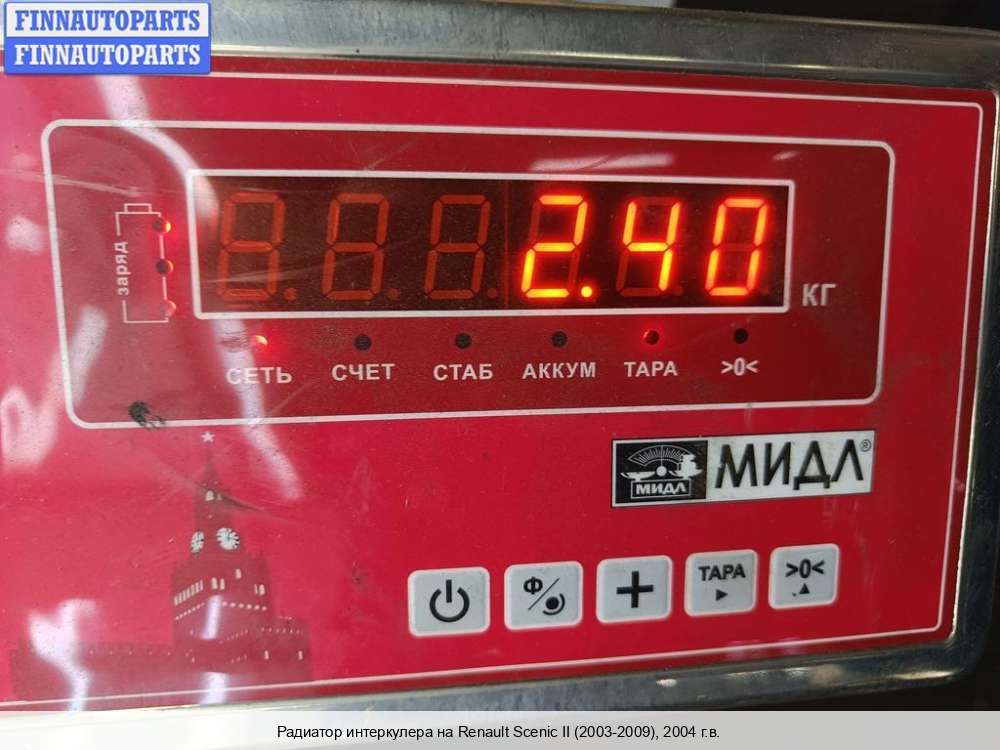 FINNAUTOPARTS
FINNAUTOPARTS
заряд
2.40
КГ
СЕТЬ СЧЕТ СТАБ АККУМ ТАРА >0<
МИДЛ
МИДЛ®
Ф
ТАРА >0<
Радиатор интеркулера на Renault Scenic II (2003-2009), 2004 г.в.